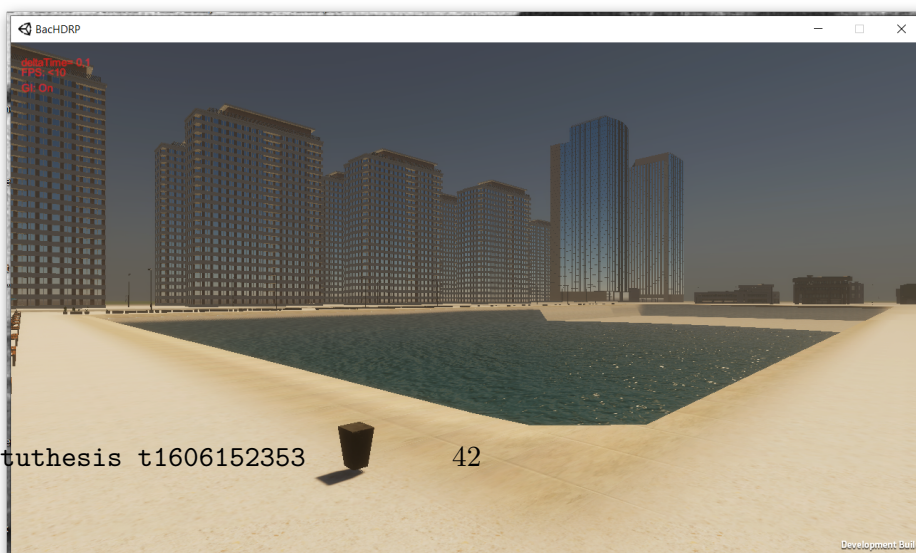 BacHDRP
deltaTime= 0.1
FPS: <10
GI: On
tuthesis t1606152353 42
Development Buil